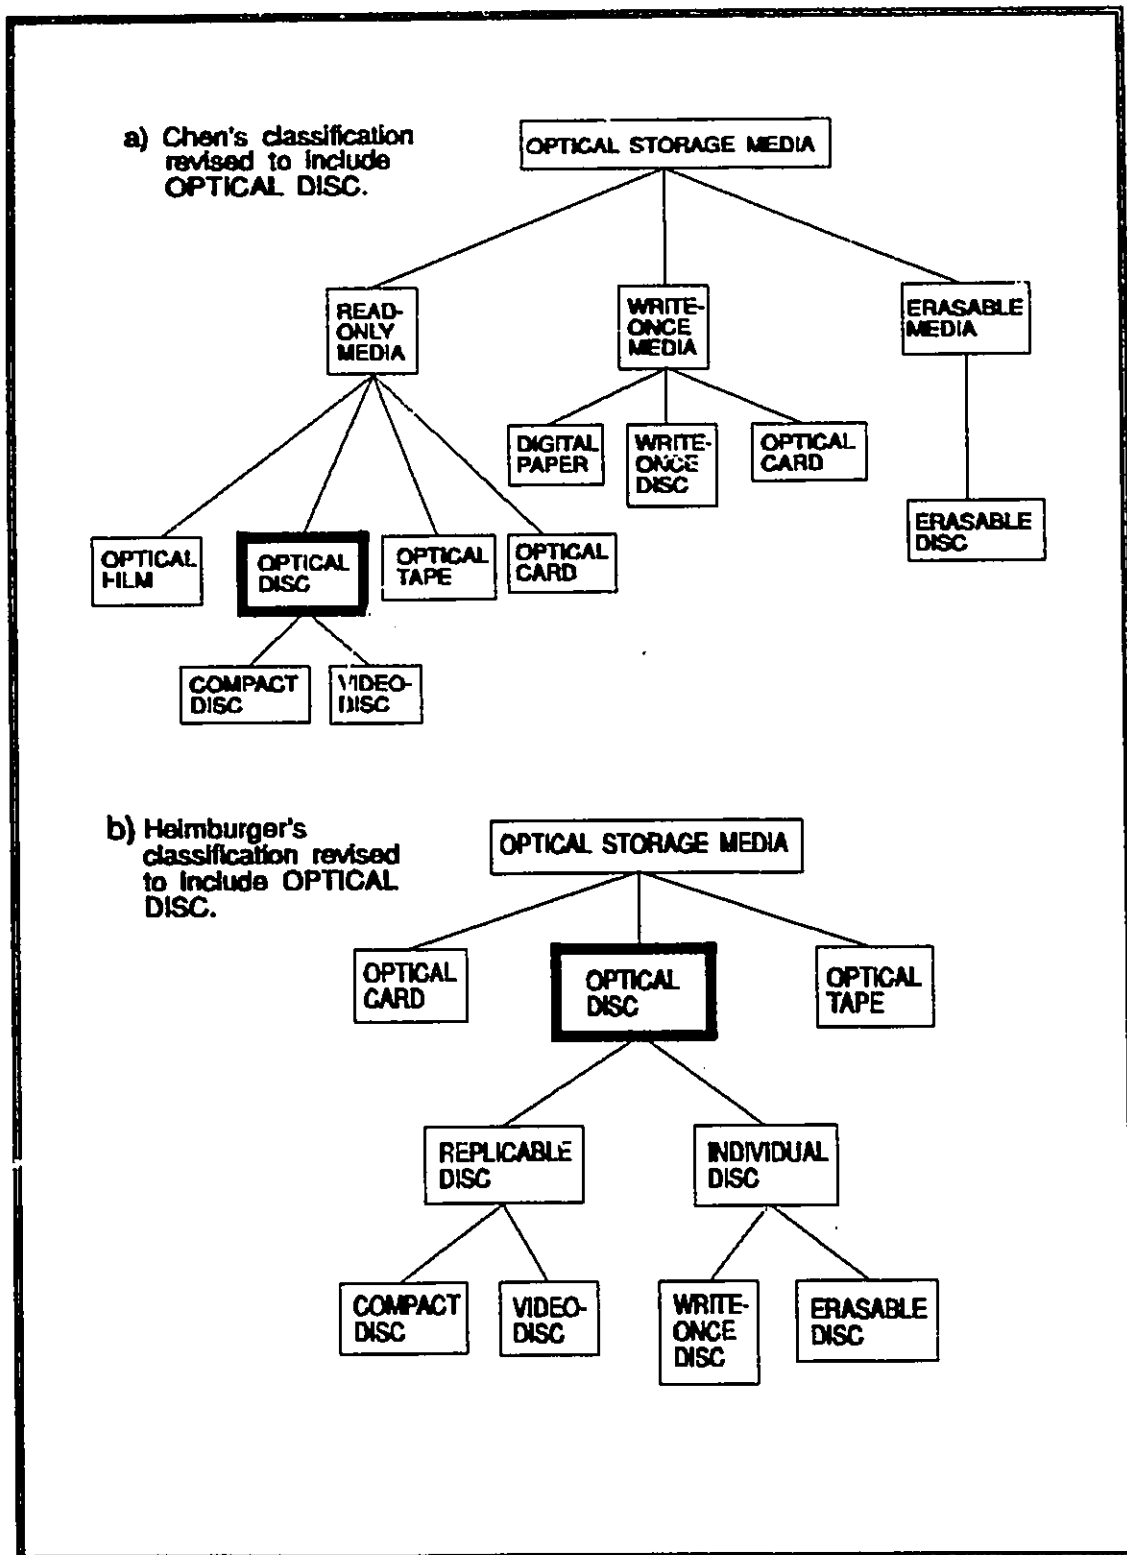 a) Chen's classification
revised to include
OPTICAL DISC.
OPTICAL STORAGE MEDIA
READ-
ONLY
MEDIA
WRITE-
ONCE
MEDIA
ERASABLE
MEDIA
DIGITAL
PAPER
WRITE-
ONCE
DISC
OPTICAL
CARD
ERASABLE
DISC
OPTICAL
FILM
OPTICAL
DISC
OPTICAL
TAPE
OPTICAL
CARD
COMPACT
DISC
VIDEO-
DISC
b) Heimburger's
classification revised
to include OPTICAL
DISC.
OPTICAL STORAGE MEDIA
OPTICAL
CARD
OPTICAL
DISC
OPTICAL
TAPE
REPLICABLE
DISC
INDIVIDUAL
DISC
COMPACT
DISC
VIDEO-
DISC
WRITE-
ONCE
DISC
ERASABLE
DISC